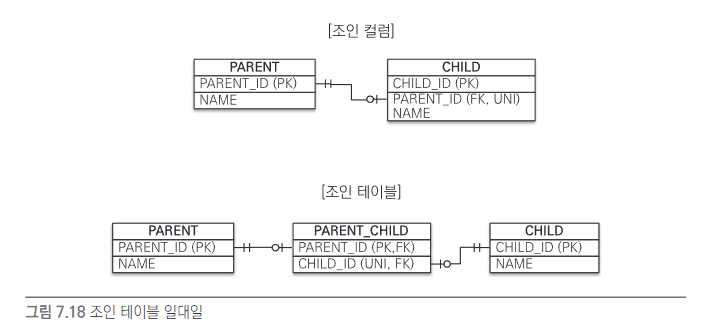 [조인 컬럼]
PARENT
PARENT_ID (PK)
NAME
CHILD
CHILD_ID (PK)
PARENT_ID (FK, UNI)
NAME
[조인 테이블]
PARENT
PARENT_ID (PK)
NAME
PARENT_CHILD
PARENT_ID (PK,FK)
CHILD_ID (UNI, FK)
CHILD
CHILD_ID (PK)
NAME
그림 7.18 조인 테이블 일대일